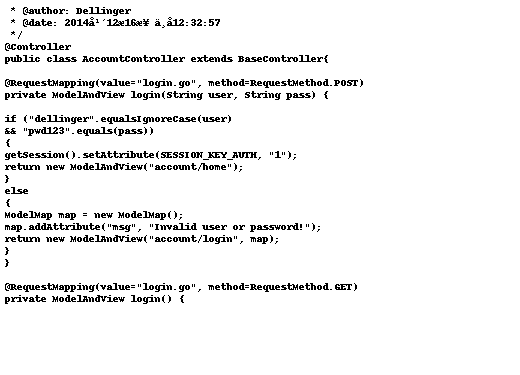 * @author: Dellinger
* @date: 2014å¹´12æ16æ¥ ä¸å12:32:57
*/
@Controller
public class AccountController extends BaseController{
@RequestMapping(value="login.go", method=RequestMethod.POST)
private ModelAndView login(String user, String pass) {
if ("dellinger".equalsIgnoreCase(user)
&& "pwd123".equals(pass))
{
getSession().setAttribute(SESSION_KEY_AUTH, "1");
return new ModelAndView("account/home");
}
else
{
ModelMap map = new ModelMap();
map.addAttribute("msg", "Invalid user or password!");
return new ModelAndView("account/login", map);
}
}
@RequestMapping(value="login.go", method=RequestMethod.GET)
private ModelAndView login() {